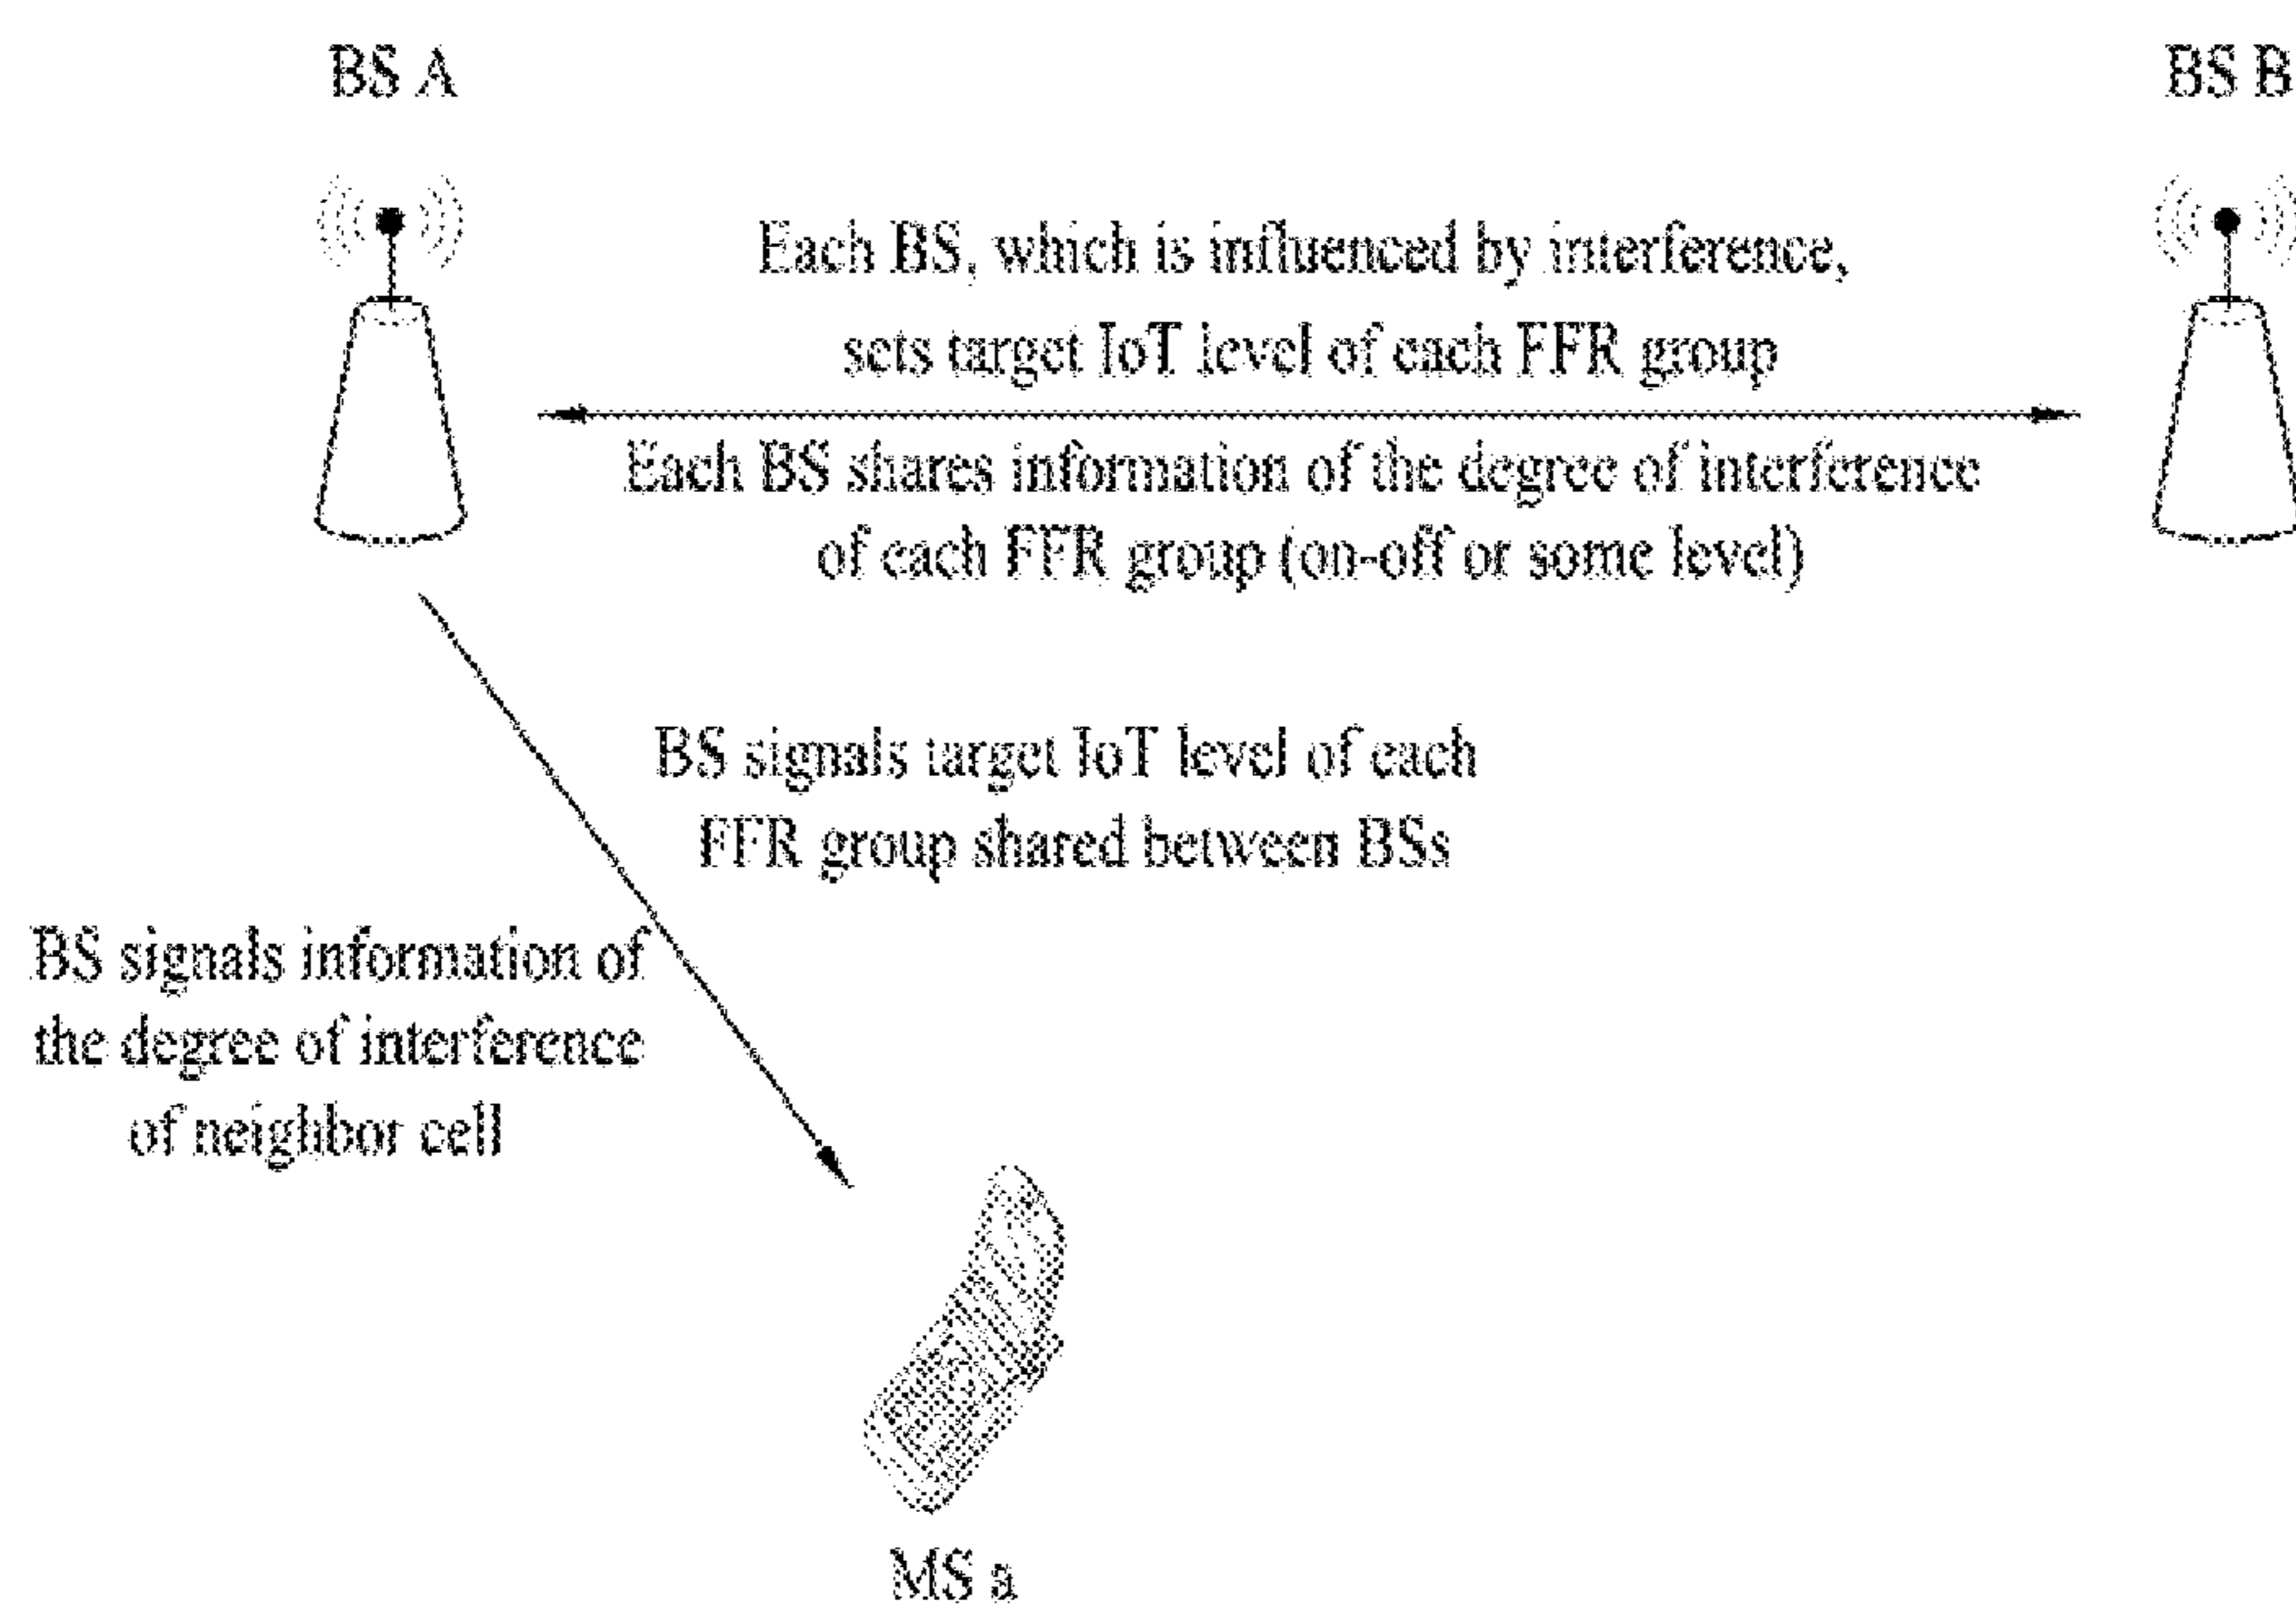 BS A
BS B
Each BS, which is influenced by interference,
sets target IoT level of each FFR group
Each BS shares information of the degree of interference
of each FFR group (on-off or some level)
BS signals target IoT level of each
FFR group shared between BSs
BS signals information of
the degree of interference
of neighbor cell
MS a